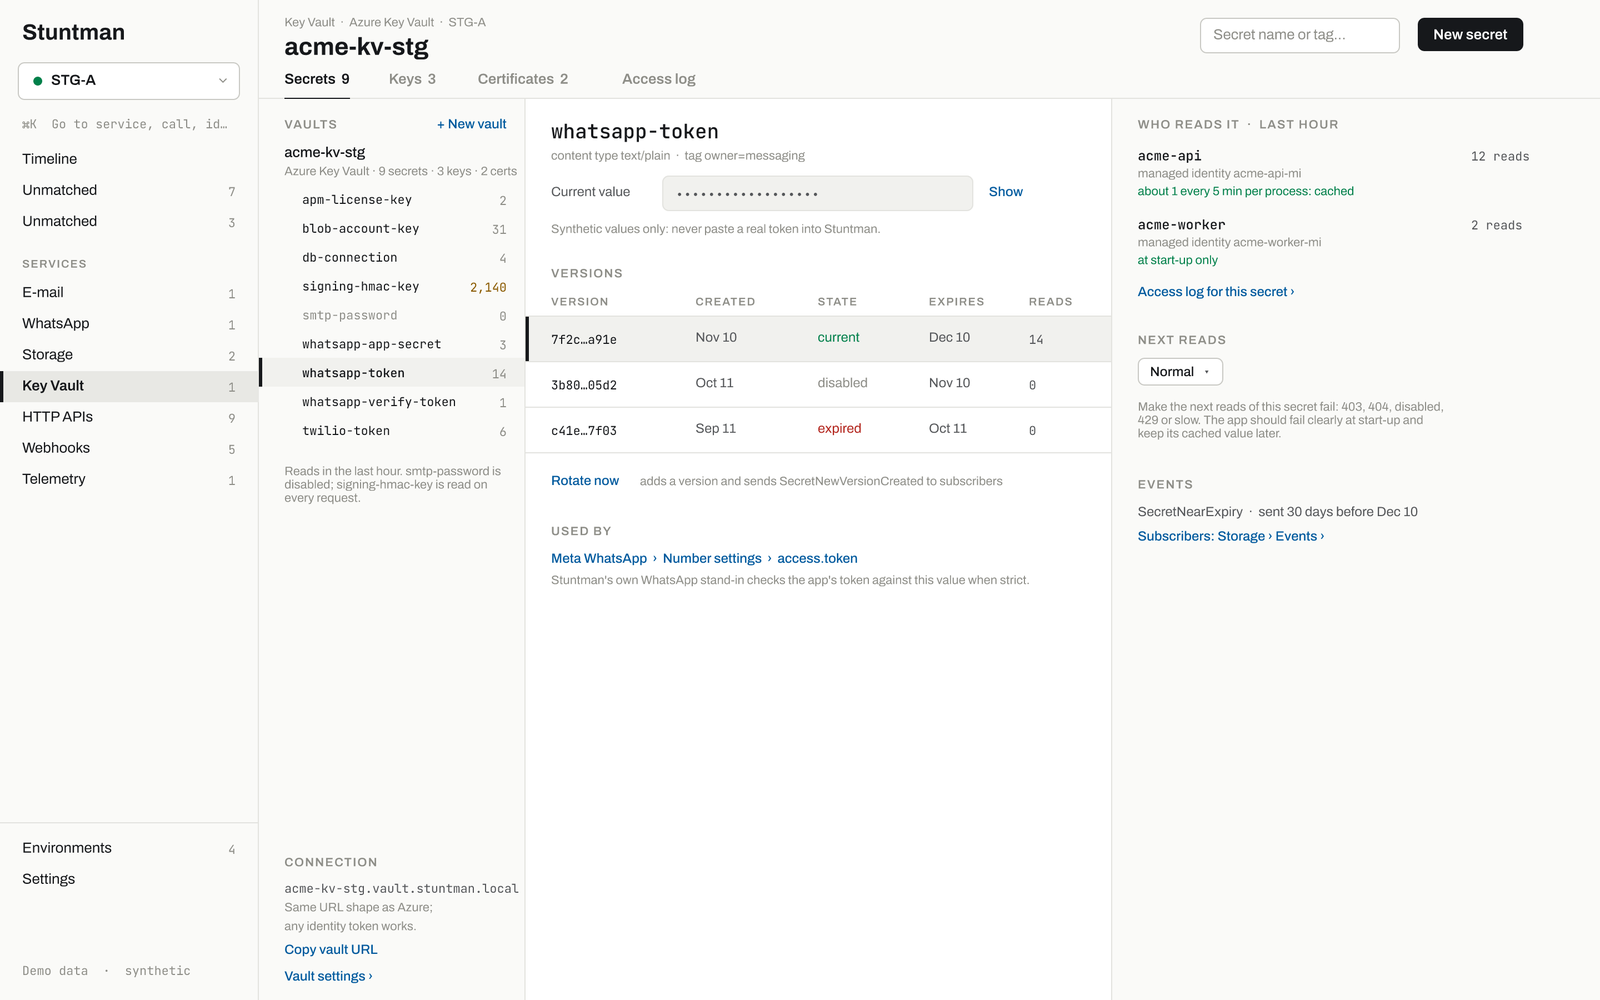 Stuntman
STG-A
⌘K Go to service, call, id…
Timeline
Unmatched 7
Unmatched 3
SERVICES
E-mail 1
WhatsApp 1
Storage 2
Key Vault 1
HTTP APIs 9
Webhooks 5
Telemetry 1
Environments 4
Settings
Demo data · synthetic
Key Vault · Azure Key Vault · STG-A
acme-kv-stg
Secret name or tag…
New secret
Secrets 9 Keys 3 Certificates 2 Access log
VAULTS + New vault
acme-kv-stg
Azure Key Vault · 9 secrets · 3 keys · 2 certs
apm-license-key 2
blob-account-key 31
db-connection 4
signing-hmac-key 2,140
smtp-password 0
whatsapp-app-secret 3
whatsapp-token 14
whatsapp-verify-token 1
twilio-token 6
Reads in the last hour. smtp-password is
disabled; signing-hmac-key is read on
every request.
CONNECTION
acme-kv-stg.vault.stuntman.local
Same URL shape as Azure;
any identity token works.
Copy vault URL
Vault settings ›
whatsapp-token
content type text/plain · tag owner=messaging
Current value •••••••••••••••••• Show
Synthetic values only: never paste a real token into Stuntman.
VERSIONS
VERSION CREATED STATE EXPIRES READS
7f2c…a91e Nov 10 current Dec 10 14
3b80…05d2 Oct 11 disabled Nov 10 0
c41e…7f03 Sep 11 expired Oct 11 0
Rotate now adds a version and sends SecretNewVersionCreated to subscribers
USED BY
Meta WhatsApp › Number settings › access.token
Stuntman's own WhatsApp stand-in checks the app's token against this value when strict.
WHO READS IT · LAST HOUR
acme-api 12 reads
managed identity acme-api-mi
about 1 every 5 min per process: cached
acme-worker 2 reads
managed identity acme-worker-mi
at start-up only
Access log for this secret ›
NEXT READS
Normal
Make the next reads of this secret fail: 403, 404, disabled,
429 or slow. The app should fail clearly at start-up and
keep its cached value later.
EVENTS
SecretNearExpiry · sent 30 days before Dec 10
Subscribers: Storage › Events ›